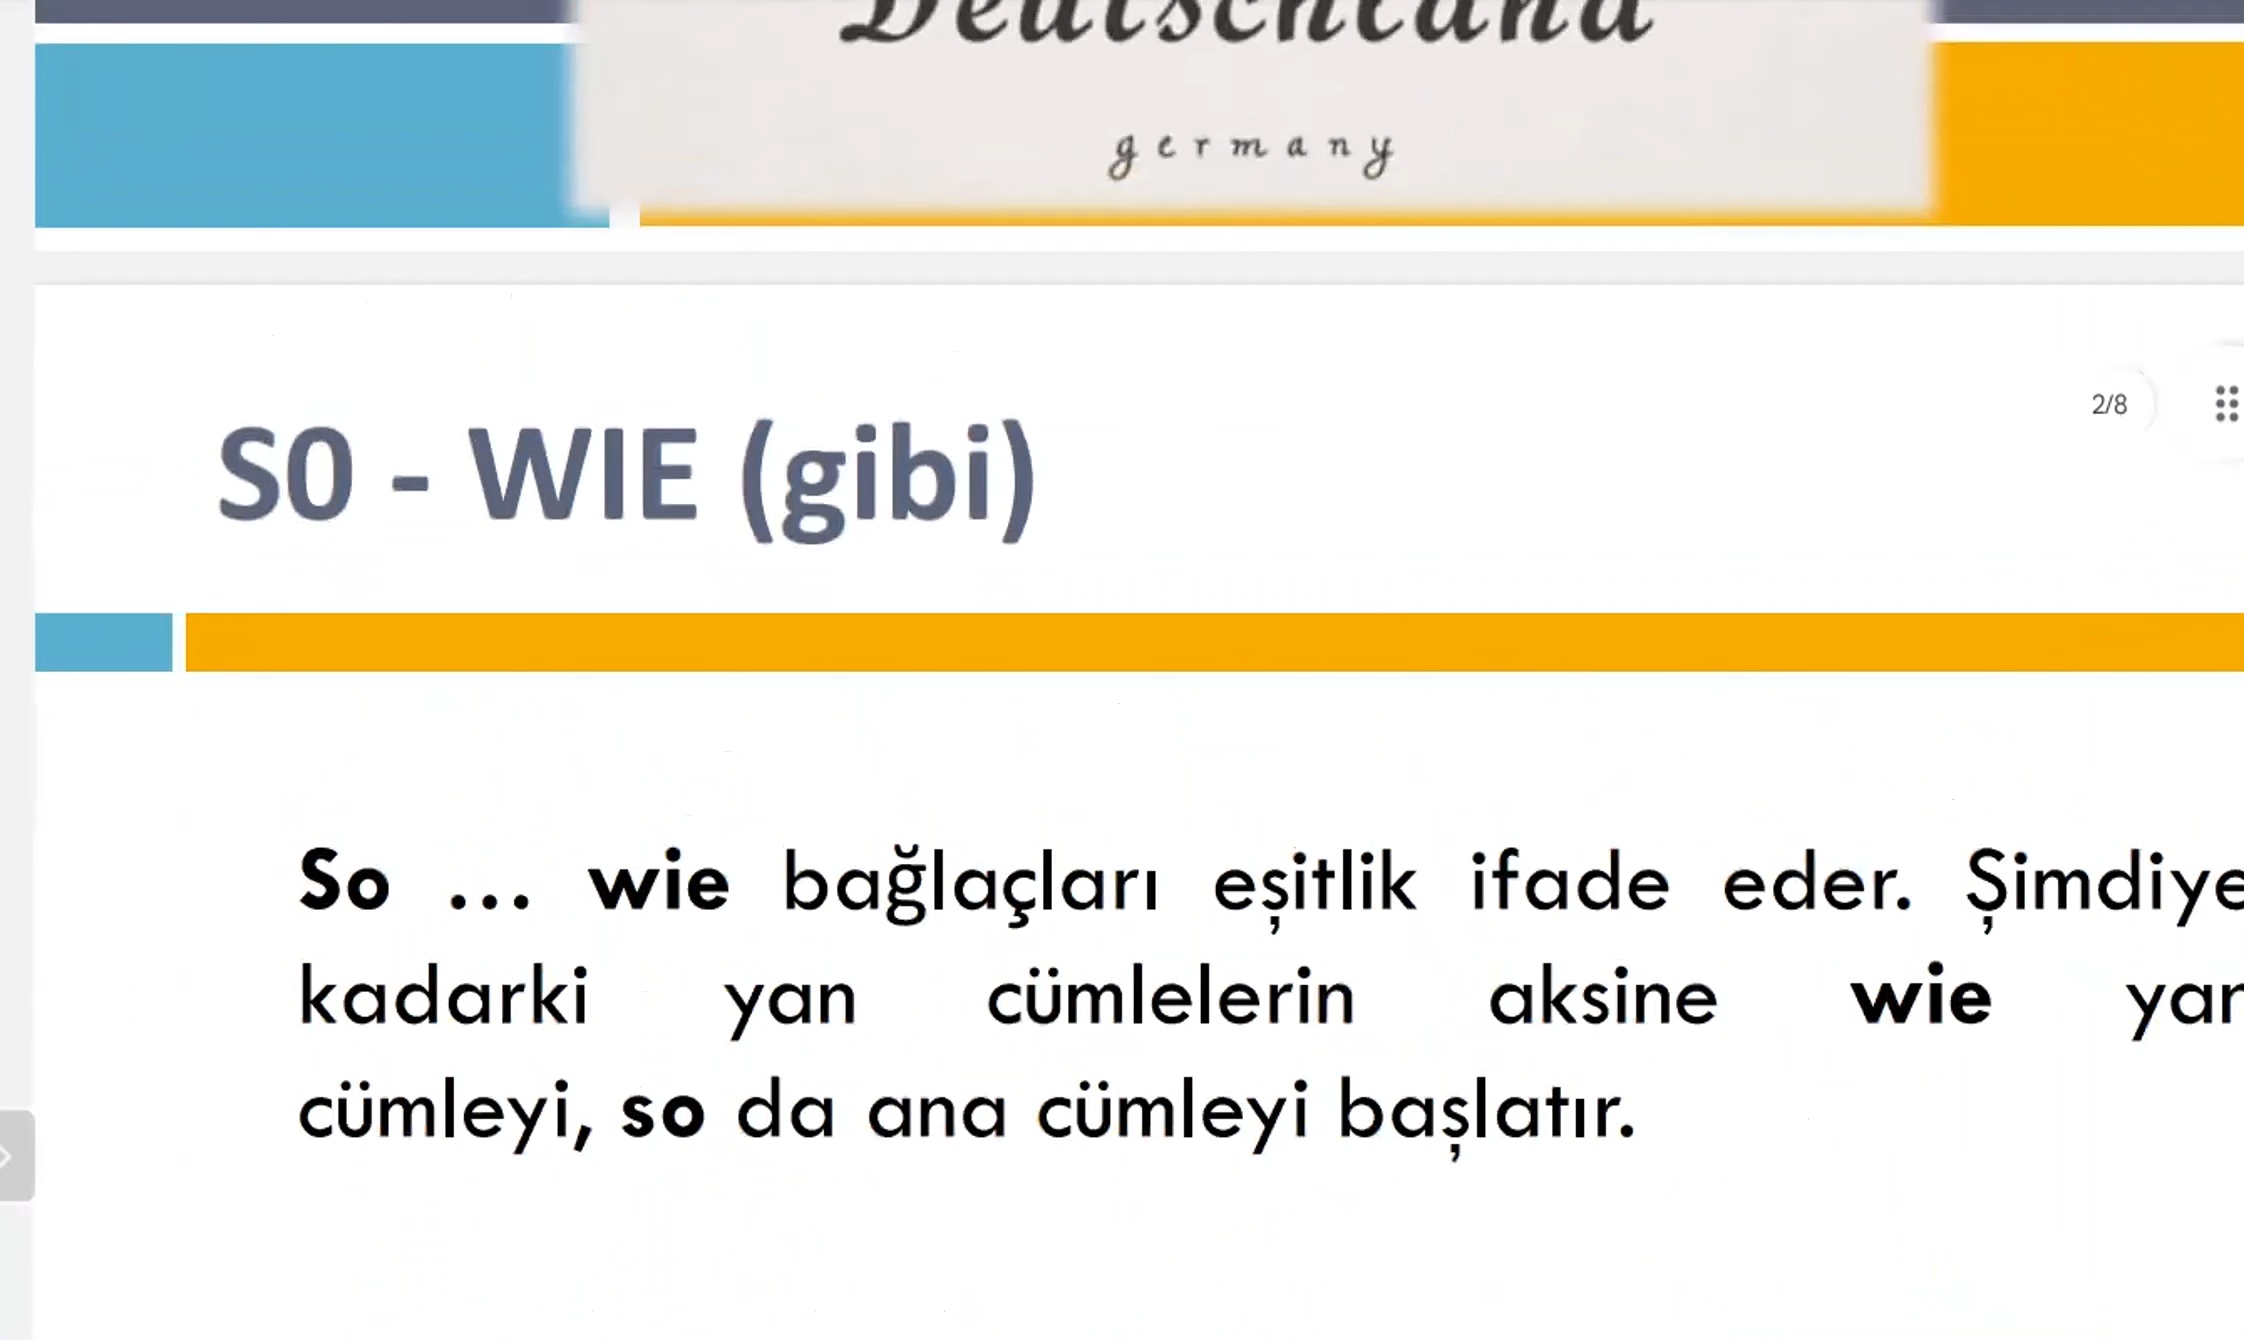 Deutschland
germany
2/8
S0 - WIE (gibi)
So ... wie bağlaçları eşitlik ifade eder. Şimdiye
kadarki yan cümlelerin aksine wie
cümleyi, so da ana cümleyi başlatır.